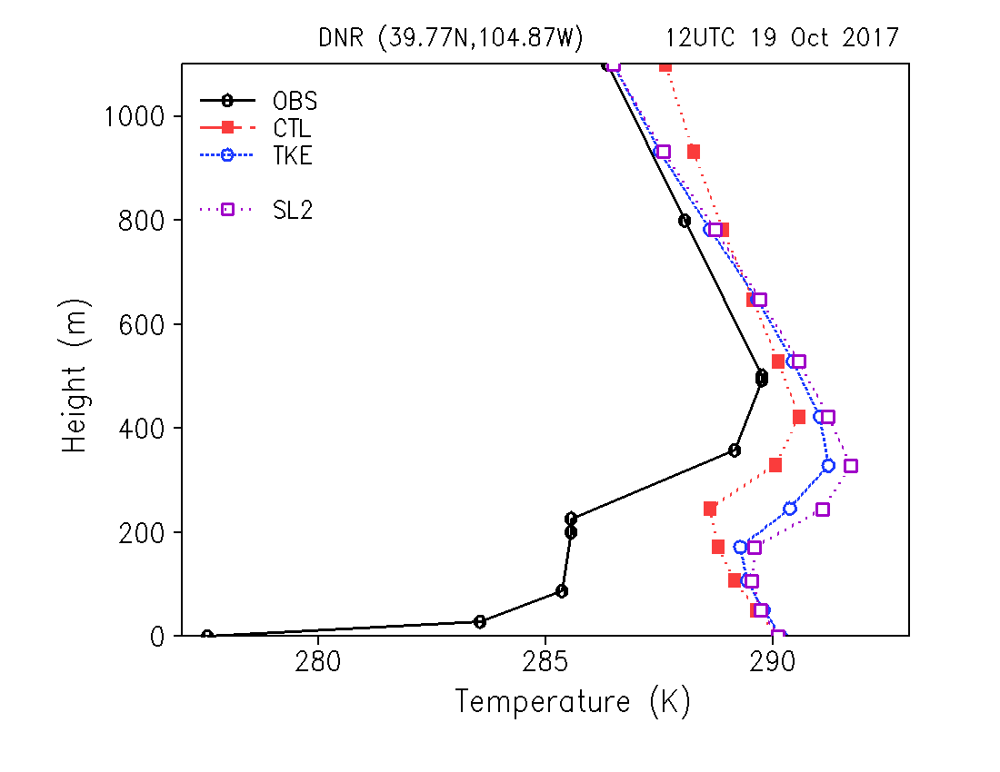 DNR (39.77N,104.87W) 12UTC 19 Oct 2017
OBS
CTL
TKE
SL2
1000
800
600
400
200
0
Height (m)
280 285 290
Temperature (K)